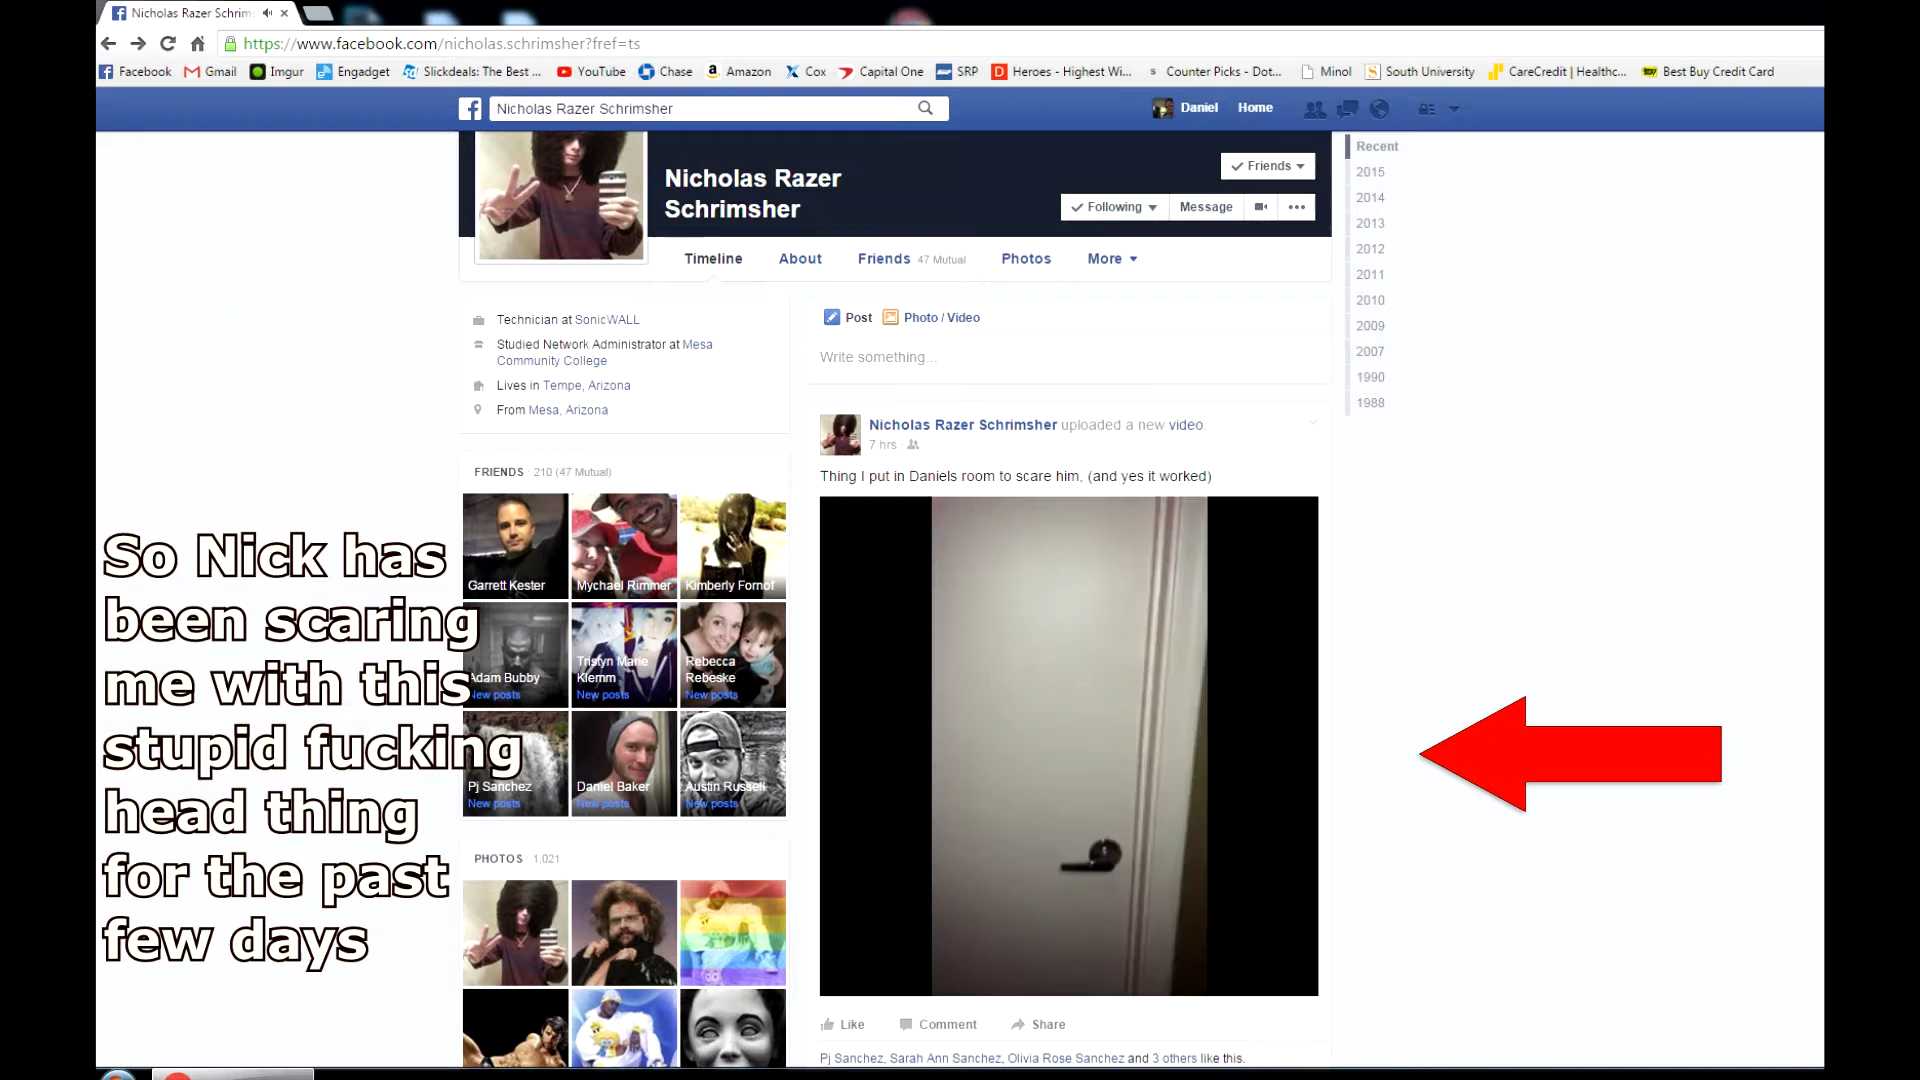 Nicholas Razer Schrim
https://www.facebook.com/nicholas.schrimsher?fref=ts
Facebook Gmail Imgur Engadget Slickdeals: The Best ... YouTube Chase Amazon Cox Capital One SRP Heroes - Highest Wi... Counter Picks - Dot... Minol South University CareCredit | Healthc... Best Buy Credit Card
Nicholas Razer Schrimsher
Daniel Home
Nicholas Razer
Schrimsher
Friends
Following Message
Timeline About Friends 47 Mutual Photos More
Recent
2015
2014
2013
2012
2011
2010
2009
2007
1990
1988
Technician at SonicWALL
Studied Network Administrator at Mesa
Community College
Lives in Tempe, Arizona
From Mesa, Arizona
FRIENDS · 210 (47 Mutual)
Garrett Kester
Mychael Rimmer
Kimberly Fornof
Adam Bubby
New posts
Tristyn Marie
Klemm
New posts
Rebecca
Rebeske
New posts
Pj Sanchez
New posts
Daniel Baker
New posts
Austin Russell
New posts
PHOTOS · 1,021
Post Photo / Video
Write something...
Nicholas Razer Schrimsher uploaded a new video
7 hrs ·
Thing I put in Daniels room to scare him, (and yes it worked)
Like Comment Share
Pj Sanchez, Sarah Ann Sanchez, Olivia Rose Sanchez and 3 others like this.
So Nick has
been scaring
me with this
stupid fucking
head thing
for the past
few days